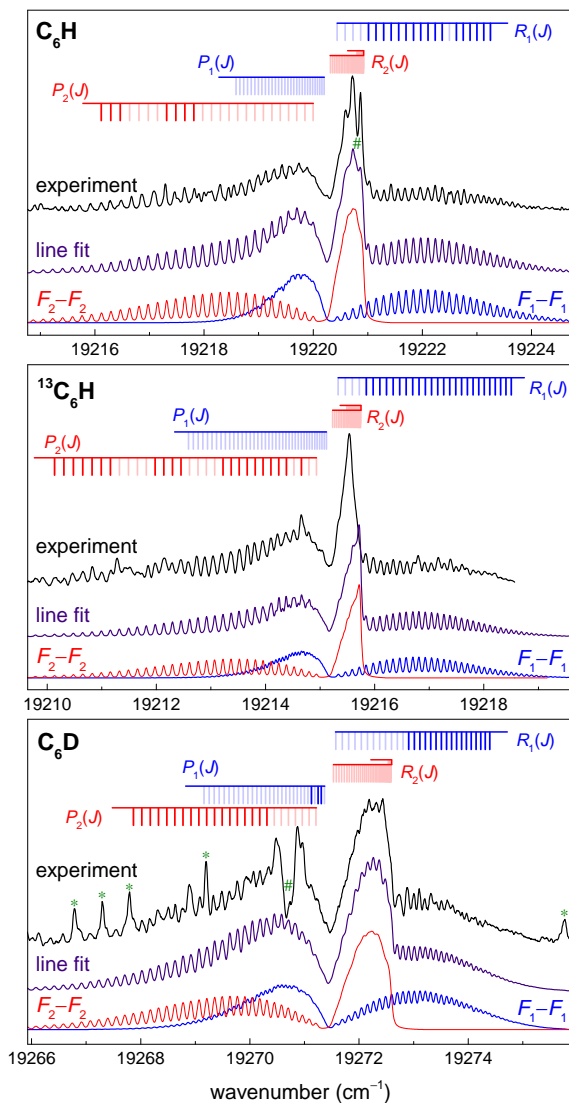 C₆H
R₁(J)
R₂(J)
P₁(J)
P₂(J)
#
experiment
line fit
F₂−F₂
F₁−F₁
19216 19218 19220 19222 19224
¹³C₆H
R₁(J)
R₂(J)
P₁(J)
P₂(J)
experiment
line fit
F₂−F₂
F₁−F₁
19210 19212 19214 19216 19218
C₆D
R₁(J)
P₁(J)
R₂(J)
P₂(J)
experiment
* * * * # *
line fit
F₂−F₂
F₁−F₁
19266 19268 19270 19272 19274
wavenumber (cm⁻¹)